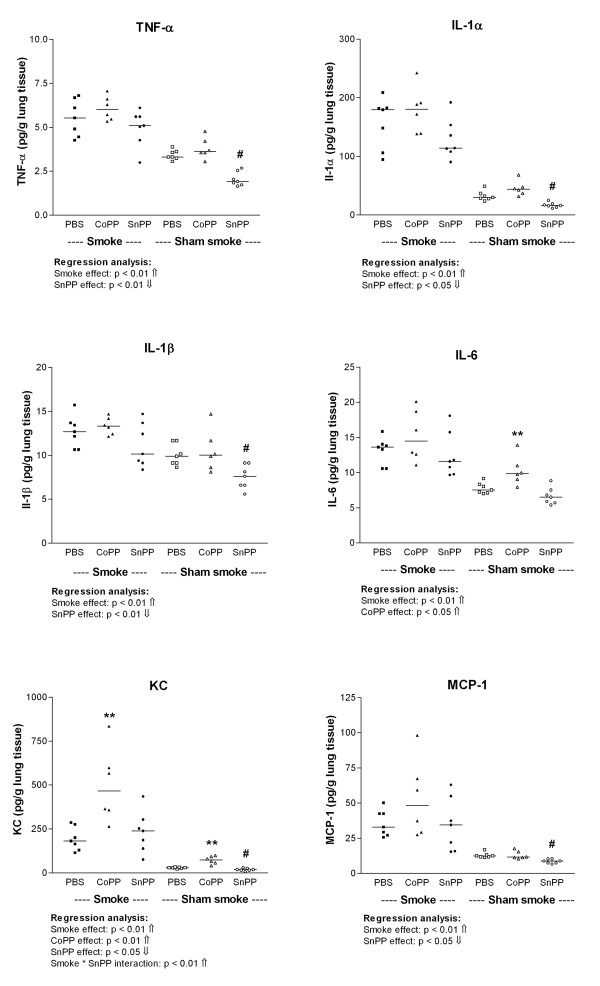 TNF-α
TNF-α (pg/g lung tissue)
10.0
7.5
5.0
2.5
0.0
#
PBS CoPP SnPP PBS CoPP SnPP
---- Smoke ---- ---- Sham smoke ----
Regression analysis:
Smoke effect: p < 0.01 ⇑
SnPP effect: p < 0.01 ⇓
IL-1α
Il-1α (pg/g lung tissue)
300
200
100
0
#
PBS CoPP SnPP PBS CoPP SnPP
---- Smoke ---- ---- Sham smoke ----
Regression analysis:
Smoke effect: p < 0.01 ⇑
SnPP effect: p < 0.05 ⇓
IL-1β
Il-1β (pg/g lung tissue)
20
15
10
5
0
#
PBS CoPP SnPP PBS CoPP SnPP
---- Smoke ---- ---- Sham smoke ----
Regression analysis:
Smoke effect: p < 0.01 ⇑
SnPP effect: p < 0.01 ⇓
IL-6
IL-6 (pg/g lung tissue)
25
20
15
10
5
0
**
PBS CoPP SnPP PBS CoPP SnPP
---- Smoke ---- ---- Sham smoke ----
Regression analysis:
Smoke effect: p < 0.01 ⇑
CoPP effect: p < 0.05 ⇑
KC
KC (pg/g lung tissue)
1000
750
500
250
0
**
**
#
PBS CoPP SnPP PBS CoPP SnPP
---- Smoke ---- ---- Sham smoke ----
Regression analysis:
Smoke effect: p < 0.01 ⇑
CoPP effect: p < 0.01 ⇑
SnPP effect: p < 0.05 ⇓
Smoke * SnPP interaction: p < 0.01 ⇑
MCP-1
MCP-1 (pg/g lung tissue)
125
100
75
50
25
0
#
PBS CoPP SnPP PBS CoPP SnPP
---- Smoke ---- ---- Sham smoke ----
Regression analysis:
Smoke effect: p < 0.01 ⇑
SnPP effect: p < 0.05 ⇓